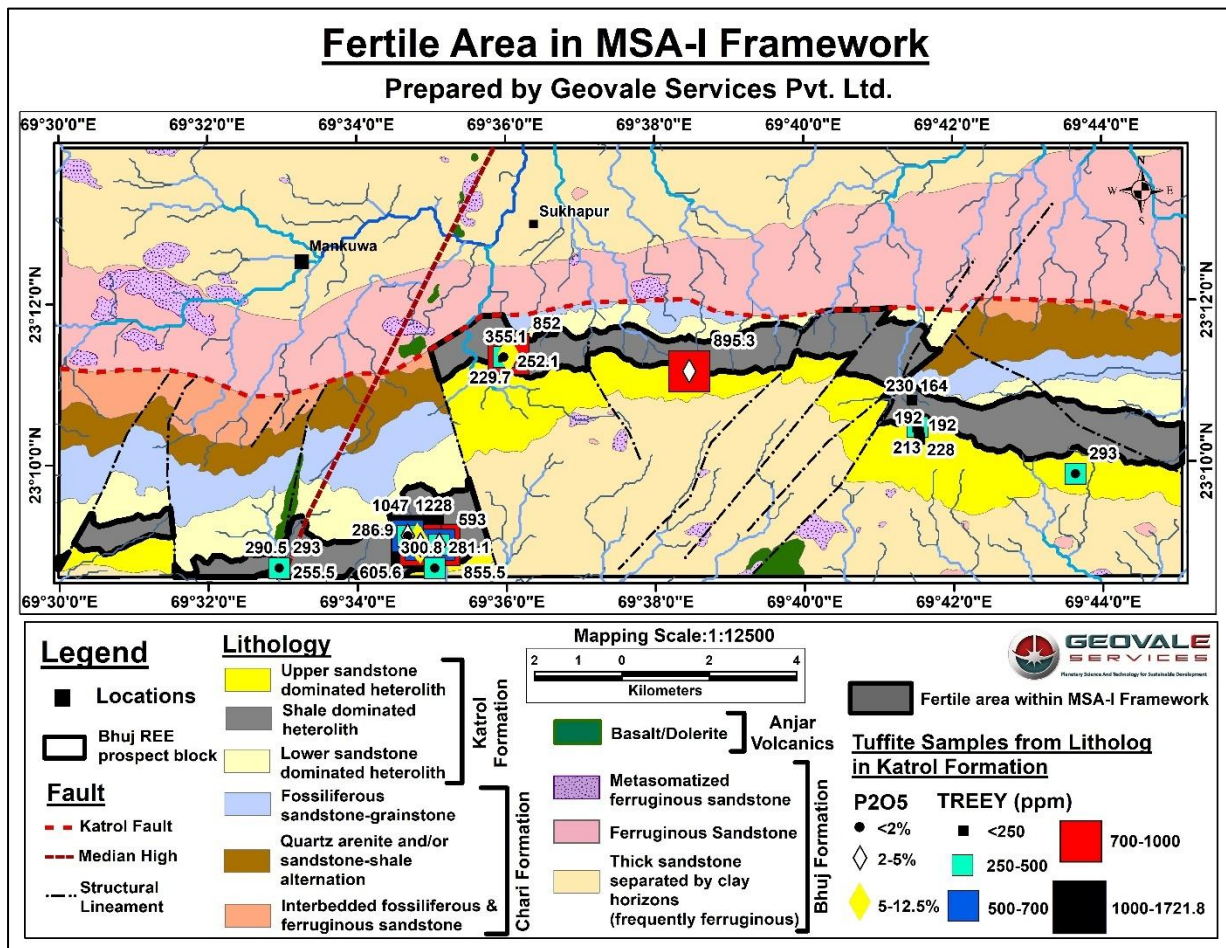 Fertile Area in MSA-I Framework
Prepared by Geovale Services Pvt. Ltd.
69°30'0"E 69°32'0"E 69°34'0"E 69°36'0"E 69°38'0"E 69°40'0"E 69°42'0"E 69°44'0"E
N
W E
S
Sukhapur
Mankuwa
23°12'0"N 23°12'0"N
852
355.1 895.3
252.1
229.7
230 164
192 192
213 228
293
23°10'0"N 23°10'0"N
1047 1228
286.9 593
290.5 293 300.8 281.1
255.5 605.6 855.5
69°30'0"E 69°32'0"E 69°34'0"E 69°36'0"E 69°38'0"E 69°40'0"E 69°42'0"E 69°44'0"E
Legend
Locations
Bhuj REE
prospect block
Fault
Katrol Fault
Median High
Structural
Lineament
Lithology
Upper sandstone
dominated heterolith
Shale dominated
heterolith
Lower sandstone
dominated heterolith
Katrol
Formation
Fossiliferous
sandstone-grainstone
Quartz arenite and/or
sandstone-shale
alternation
Interbedded fossiliferous &
ferruginous sandstone
Chari Formation
Mapping Scale:1:12500
2 1 0 2 4
Kilometers
Basalt/Dolerite
Anjar
Volcanics
Metasomatized
ferruginous sandstone
Ferruginous Sandstone
Thick sandstone
separated by clay
horizons
(frequently ferruginous)
Bhuj Formation
GEOVALE
SERVICES
Planetary Science And Technology for Sustainable Development
Fertile area within MSA-I Framework
Tuffite Samples from Litholog
in Katrol Formation
P2O5 TREEY (ppm)
<2% <250 700-1000
2-5% 250-500
5-12.5% 500-700 1000-1721.8